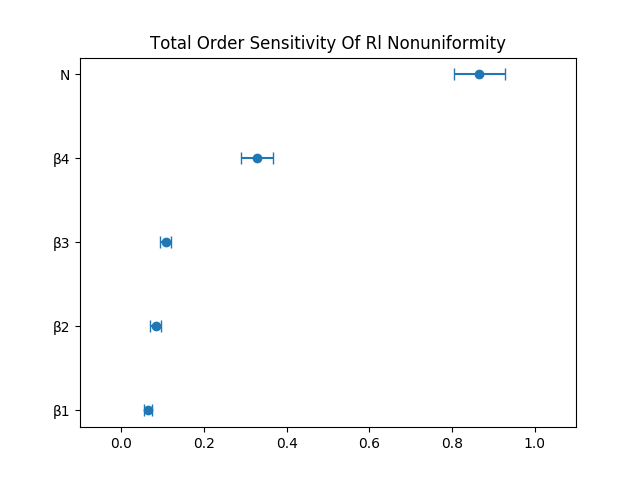 Total Order Sensitivity Of Rl Nonuniformity
N
β4
β3
β2
β1
0.0 0.2 0.4 0.6 0.8 1.0